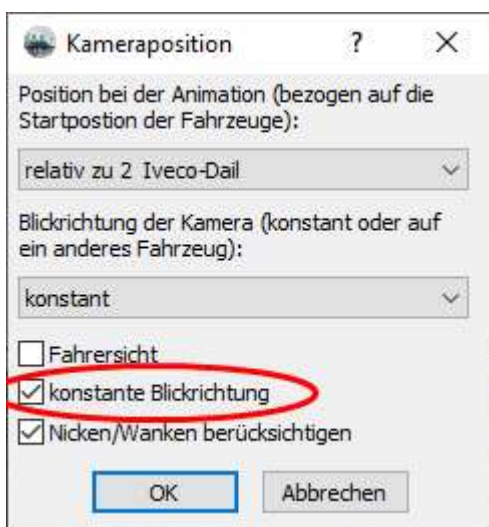 Kameraposition
Position bei der Animation (bezogen auf die
Startpostion der Fahrzeuge):
relativ zu 2 Iveco-Dail
Blickrichtung der Kamera (konstant oder auf
ein anderes Fahrzeug):
konstant
Fahrersicht
konstante Blickrichtung
Nicken/Wanken berücksichtigen
OK Abbrechen